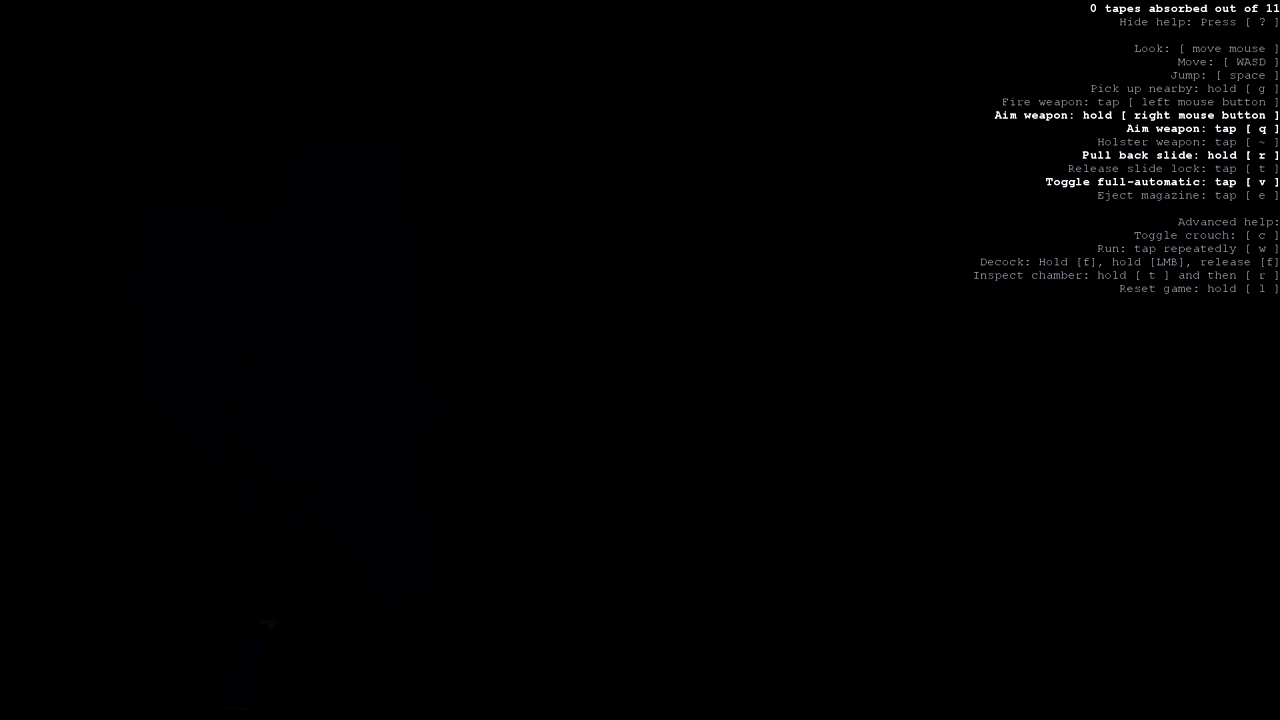 0 tapes absorbed out of 11
Hide help: Press [ ? ]
Look: [ move mouse ]
Move: [ WASD ]
Jump: [ space ]
Pick up nearby: hold [ g ]
Fire weapon: tap [ left mouse button ]
Aim weapon: hold [ right mouse button ]
Aim weapon: tap [ q ]
Holster weapon: tap [ ~ ]
Pull back slide: hold [ r ]
Release slide lock: tap [ t ]
Toggle full-automatic: tap [ v ]
Eject magazine: tap [ e ]
Advanced help:
Toggle crouch: [ c ]
Run: tap repeatedly [ w ]
Decock: Hold [f], hold [LMB], release [f]
Inspect chamber: hold [ t ] and then [ r ]
Reset game: hold [ l ]